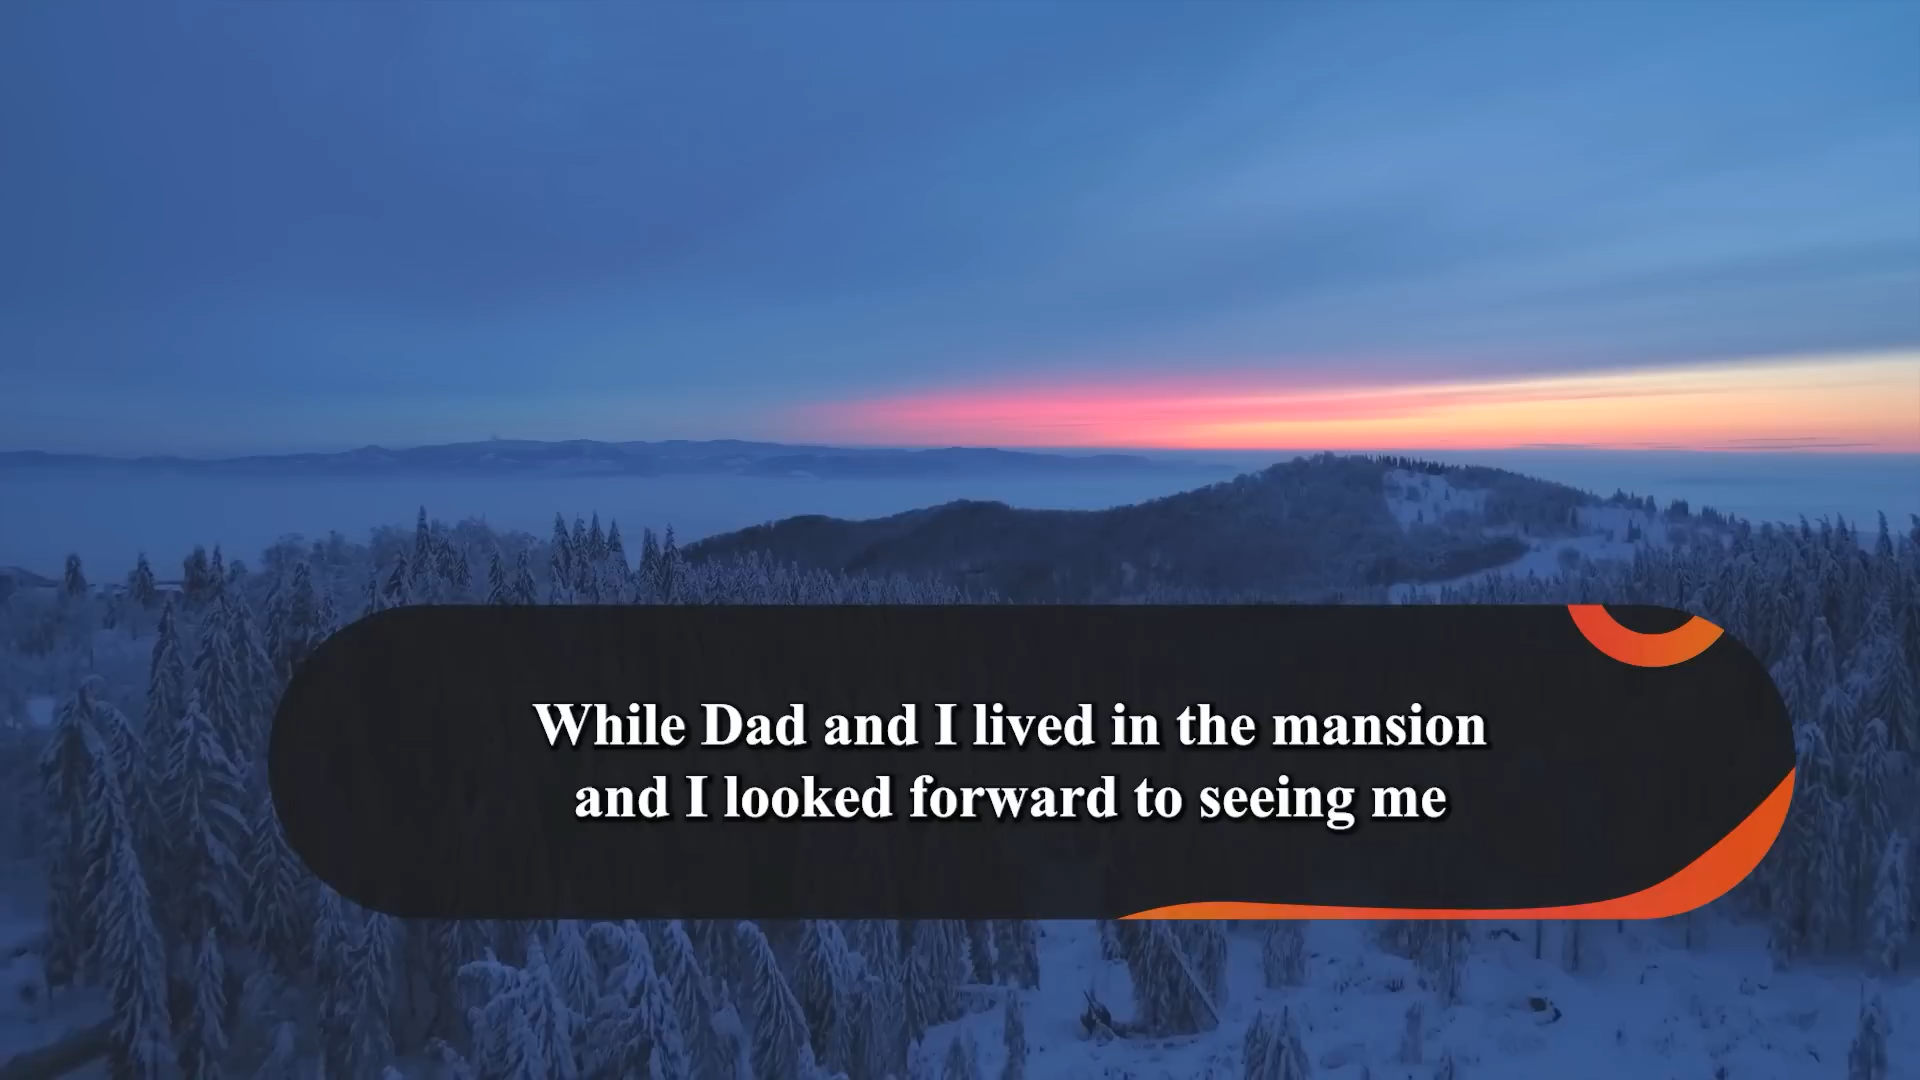 While Dad and I lived in the mansion
and I looked forward to seeing me